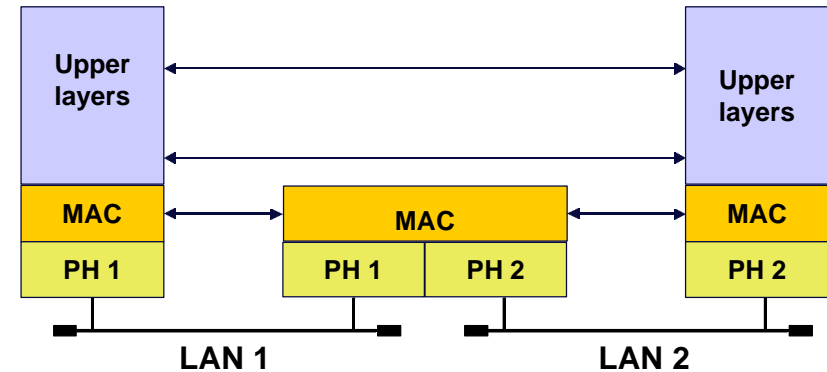 Upper
layers
Upper
layers
MAC
MAC
MAC
PH 1
PH 1
PH 2
PH 2
LAN 1
LAN 2